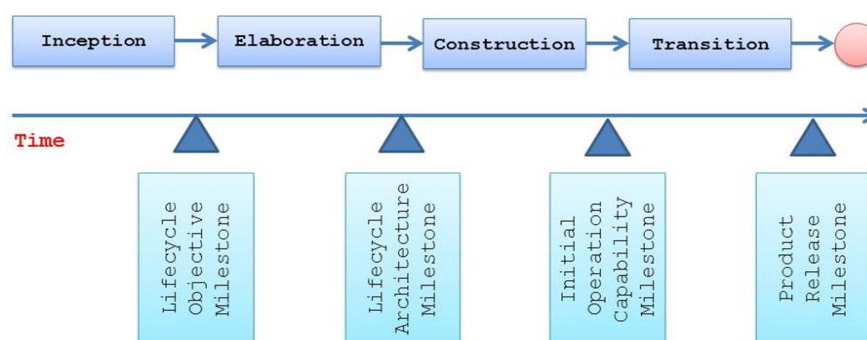 Inception
Elaboration
Construction
Transition
Time
Lifecycle
Objective
Milestone
Lifecycle
Architecture
Milestone
Initial
Operation
Capability
Milestone
Product
Release
Milestone